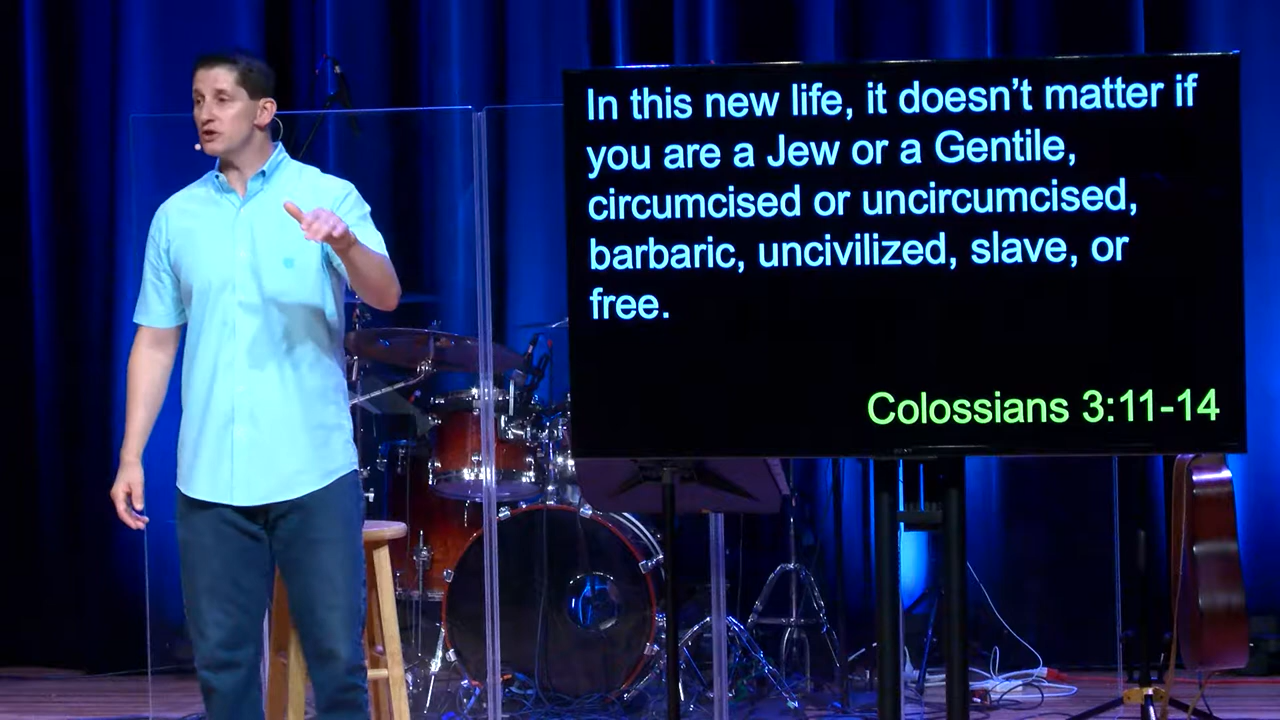 In this new life, it doesn’t matter if
you are a Jew or a Gentile,
circumcised or uncircumcised,
barbaric, uncivilized, slave, or
free.
Colossians 3:11-14